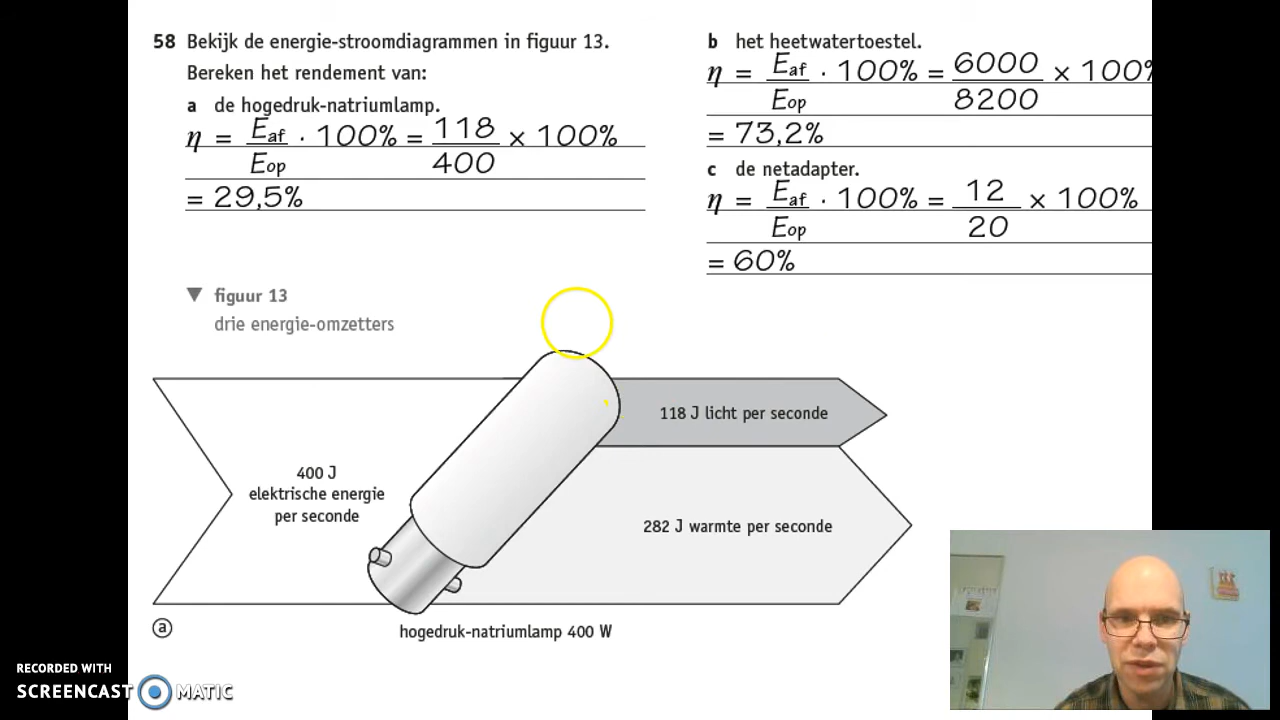 58 Bekijk de energie-stroomdiagrammen in figuur 13.
Bereken het rendement van:
a de hogedruk-natriumlamp.
η = Eaf/Eop · 100% = 118/400 × 100%
= 29,5%
b het heetwatertoestel.
η = Eaf/Eop · 100% = 6000/8200 × 100%
= 73,2%
c de netadapter.
η = Eaf/Eop · 100% = 12/20 × 100%
= 60%
▼ figuur 13
drie energie-omzetters
400 J
elektrische energie
per seconde
118 J licht per seconde
282 J warmte per seconde
a
hogedruk-natriumlamp 400 W
RECORDED WITH
SCREENCAST MATIC